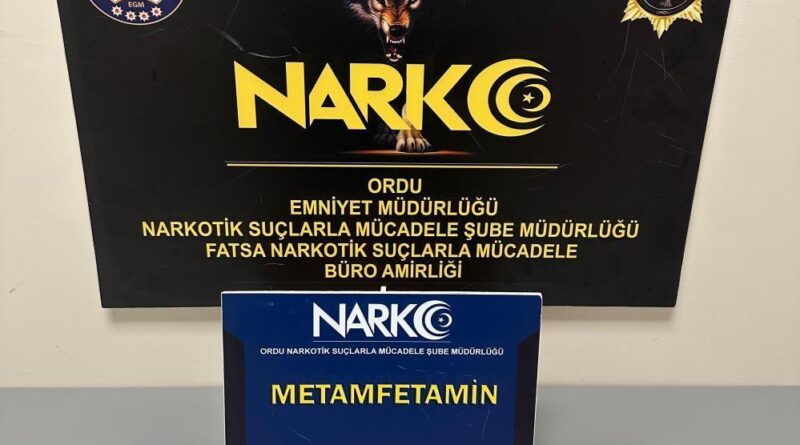 EGM
NARKO
ORDU
EMNİYET MÜDÜRLÜĞÜ
NARKOTİK SUÇLARLA MÜCADELE ŞUBE MÜDÜRLÜĞÜ
FATSA NARKOTİK SUÇLARLA MÜCADELE
BÜRO AMİRLİĞİ
NARKO
ORDU NARKOTİK SUÇLARLA MÜCADELE ŞUBE MÜDÜRLÜĞÜ
METAMFETAMİN